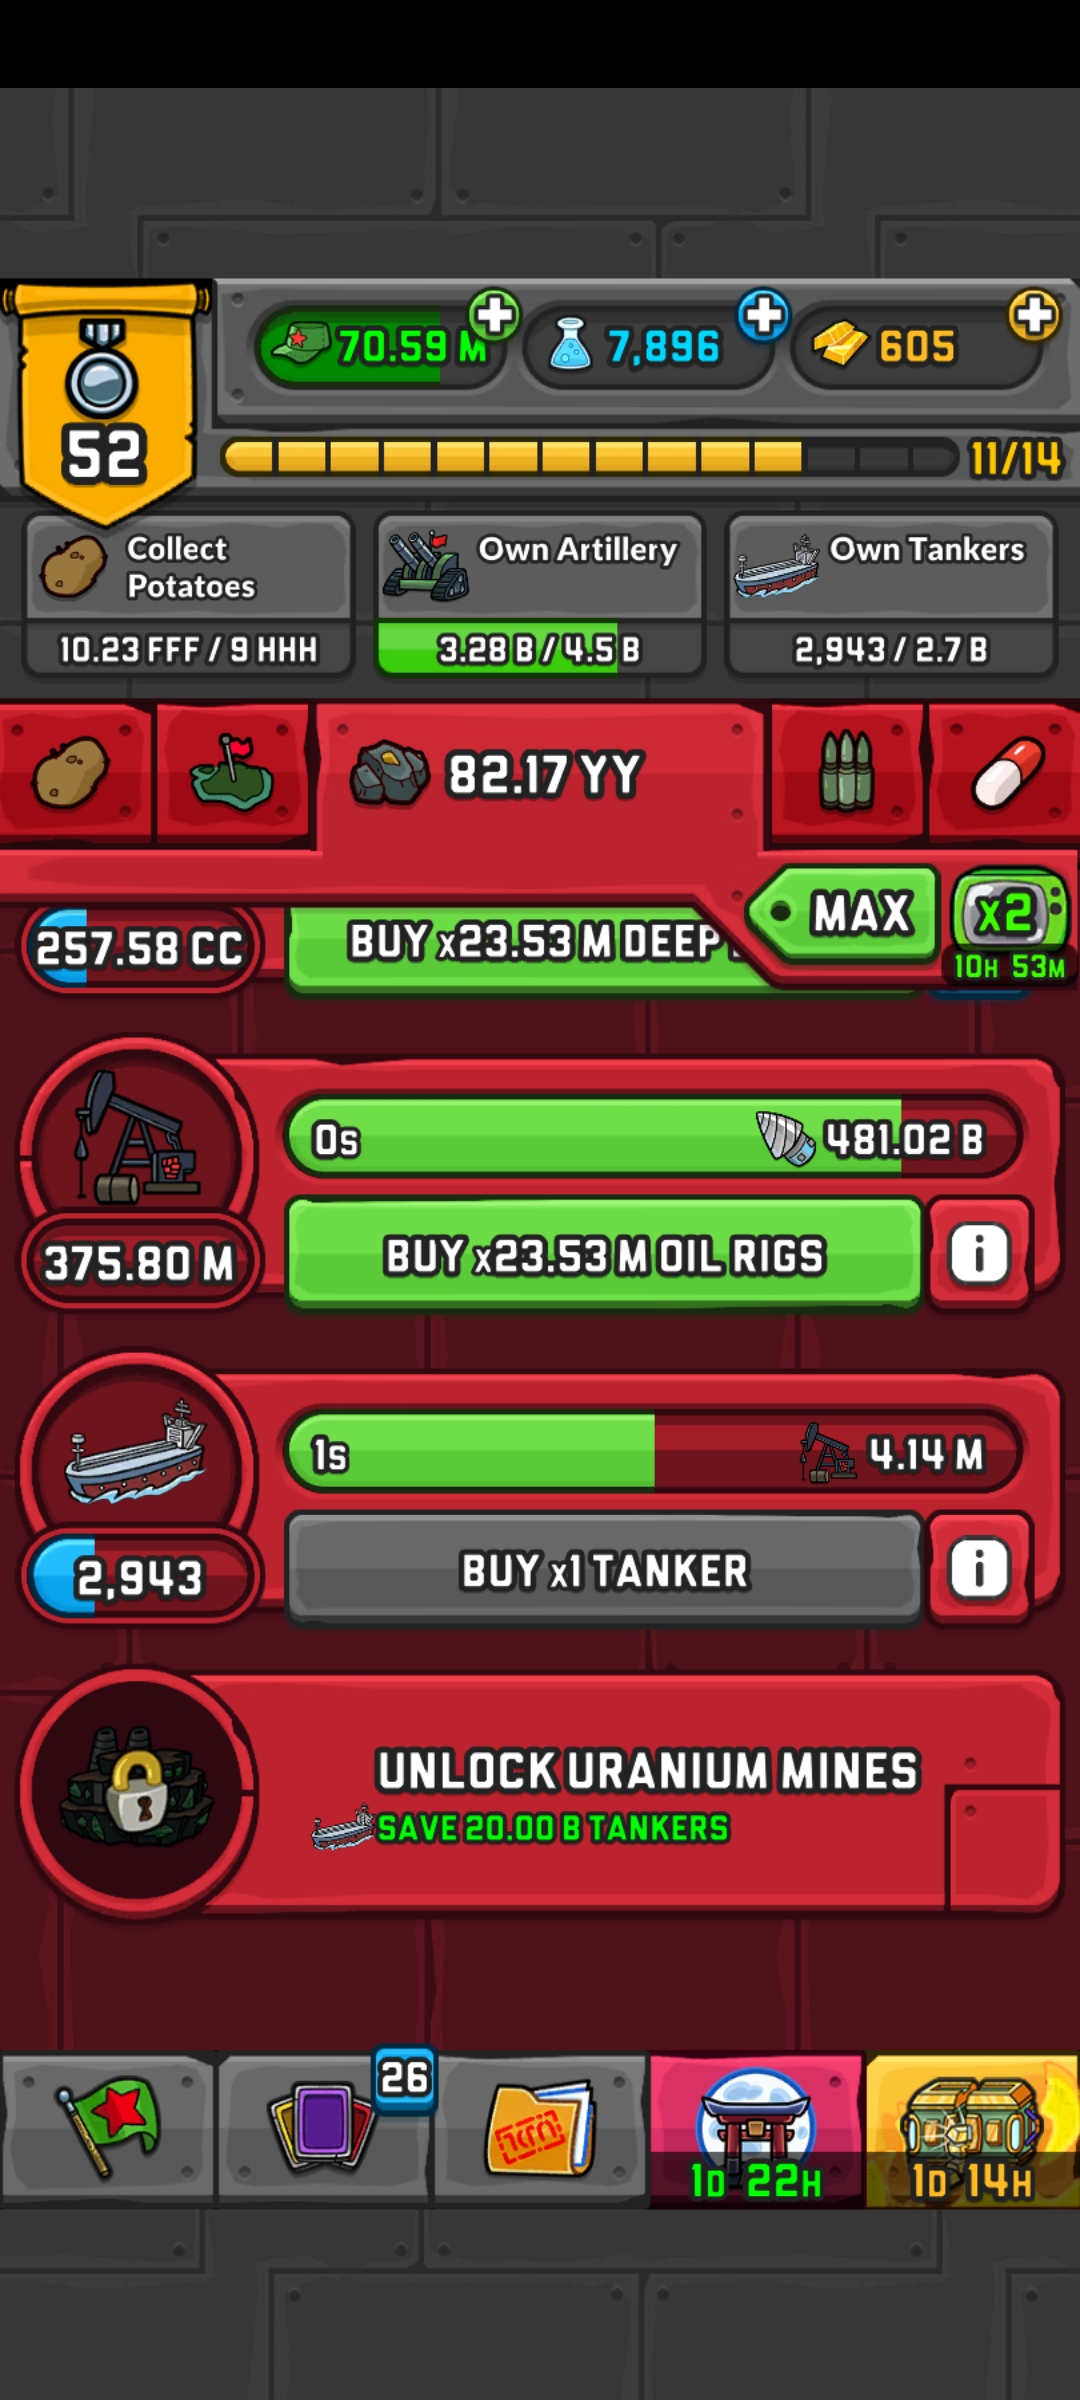 70.59 M
7,896
605
52
11/14
Collect
Potatoes
10.23 FFF / 9 HHH
Own Artillery
3.28 B / 4.5 B
Own Tankers
2,943 / 2.7 B
82.17 YY
MAX
x2
10H 53M
257.58 CC
BUY x23.53 M DEEP
0s
481.02 B
375.80 M
BUY x23.53 M OIL RIGS
i
1s
4.14 M
2,943
BUY x1 TANKER
i
UNLOCK URANIUM MINES
SAVE 20.00 B TANKERS
26
1D 22H
1D 14H